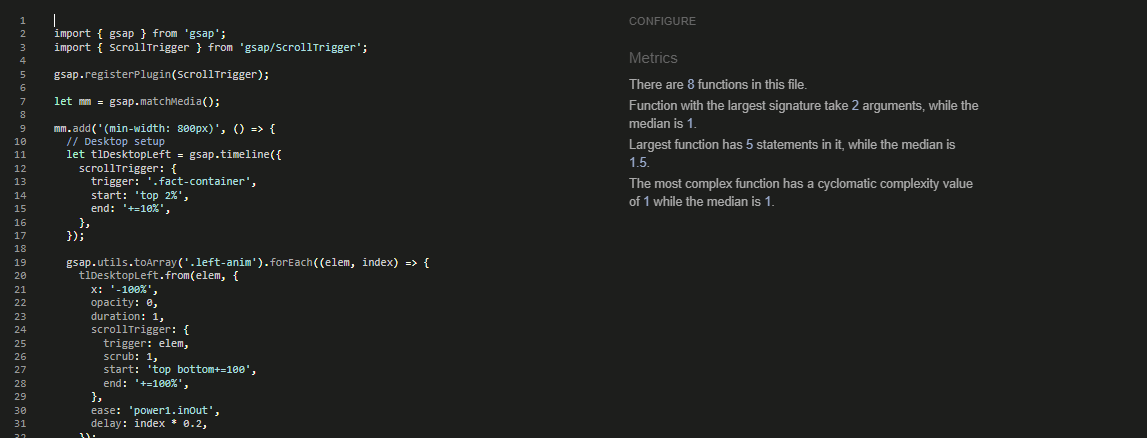 1
2 import { gsap } from 'gsap';
3 import { ScrollTrigger } from 'gsap/ScrollTrigger';
4
5 gsap.registerPlugin(ScrollTrigger);
6
7 let mm = gsap.matchMedia();
8
9 mm.add('(min-width: 800px)', () => {
10 // Desktop setup
11 let tlDesktopLeft = gsap.timeline({
12 scrollTrigger: {
13 trigger: '.fact-container',
14 start: 'top 2%',
15 end: '+=10%',
16 },
17 });
18
19 gsap.utils.toArray('.left-anim').forEach((elem, index) => {
20 tlDesktopLeft.from(elem, {
21 x: '-100%',
22 opacity: 0,
23 duration: 1,
24 scrollTrigger: {
25 trigger: elem,
26 scrub: 1,
27 start: 'top bottom+=100',
28 end: '+=100%',
29 },
30 ease: 'power1.inOut',
31 delay: index * 0.2,
32 });
CONFIGURE
Metrics
There are 8 functions in this file.
Function with the largest signature take 2 arguments, while the
median is 1.
Largest function has 5 statements in it, while the median is
1.5.
The most complex function has a cyclomatic complexity value
of 1 while the median is 1.